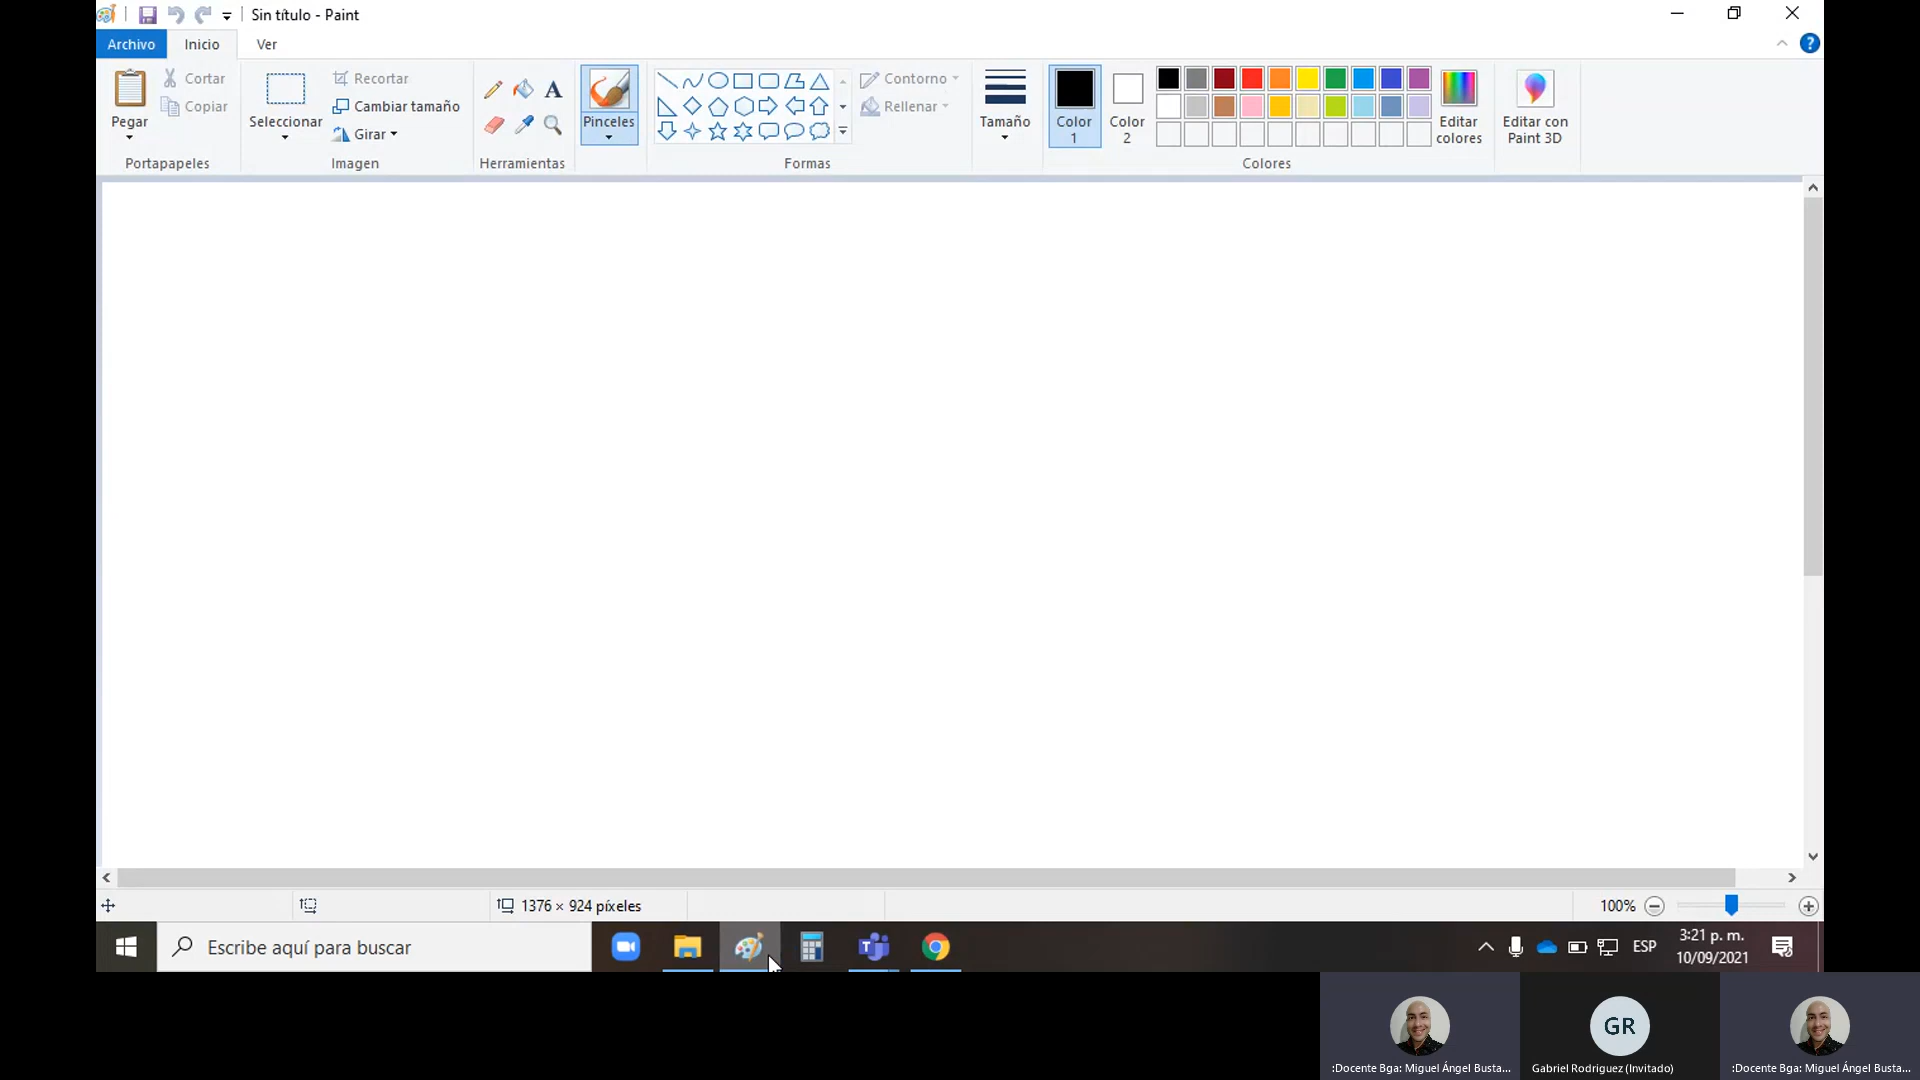 Sin título - Paint
Archivo
Inicio
Ver
Pegar
Cortar
Copiar
Portapapeles
Seleccionar
Recortar
Cambiar tamaño
Girar
Imagen
A
Herramientas
Pinceles
Contorno
Rellenar
Formas
Tamaño
Color
1
Color
2
Editar
colores
Colores
Editar con
Paint 3D
1376 × 924 píxeles
100%
Escribe aquí para buscar
ESP
3:21 p. m.
10/09/2021
GR
:Docente Bga: Miguel Ángel Busta...
Gabriel Rodriguez (Invitado)
:Docente Bga: Miguel Ángel Busta...